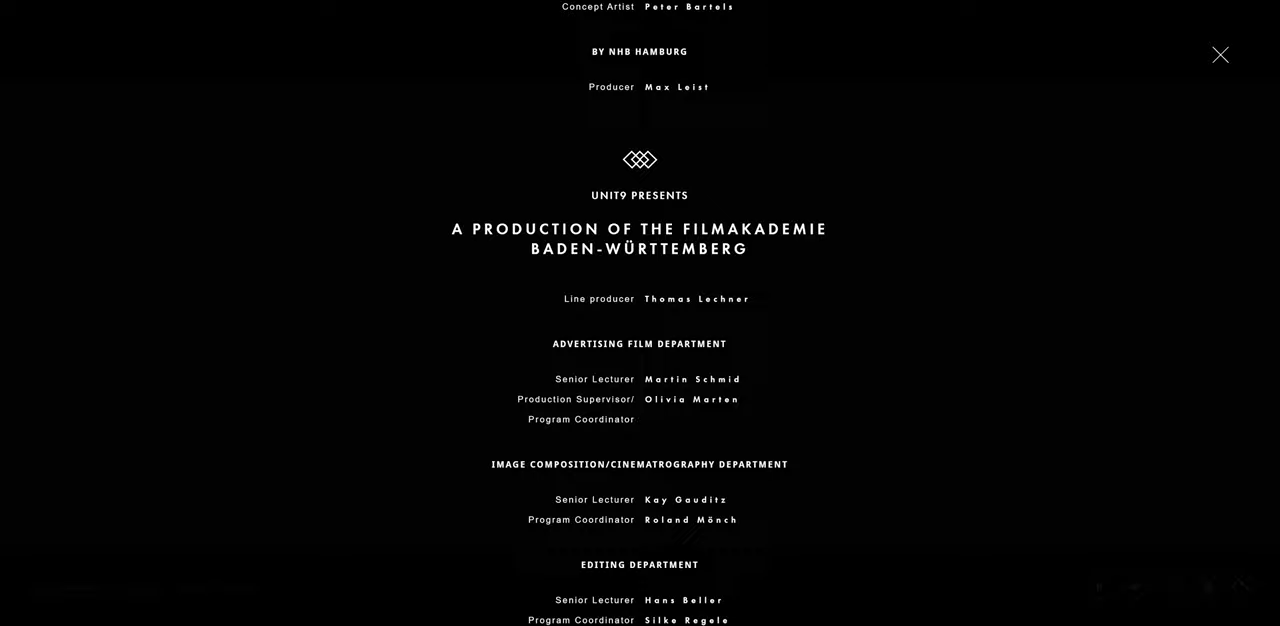 Concept Artist Peter Bartels
BY NHB HAMBURG
Producer Max Leist
UNIT9 PRESENTS
A PRODUCTION OF THE FILMAKADEMIE
BADEN-WÜRTTEMBERG
Line producer Thomas Lechner
ADVERTISING FILM DEPARTMENT
Senior Lecturer Martin Schmid
Production Supervisor/ Olivia Marten
Program Coordinator
IMAGE COMPOSITION/CINEMATROGRAPHY DEPARTMENT
Senior Lecturer Kay Gauditz
Program Coordinator Roland Mönch
EDITING DEPARTMENT
Senior Lecturer Hans Beller
Program Coordinator Silke Regele